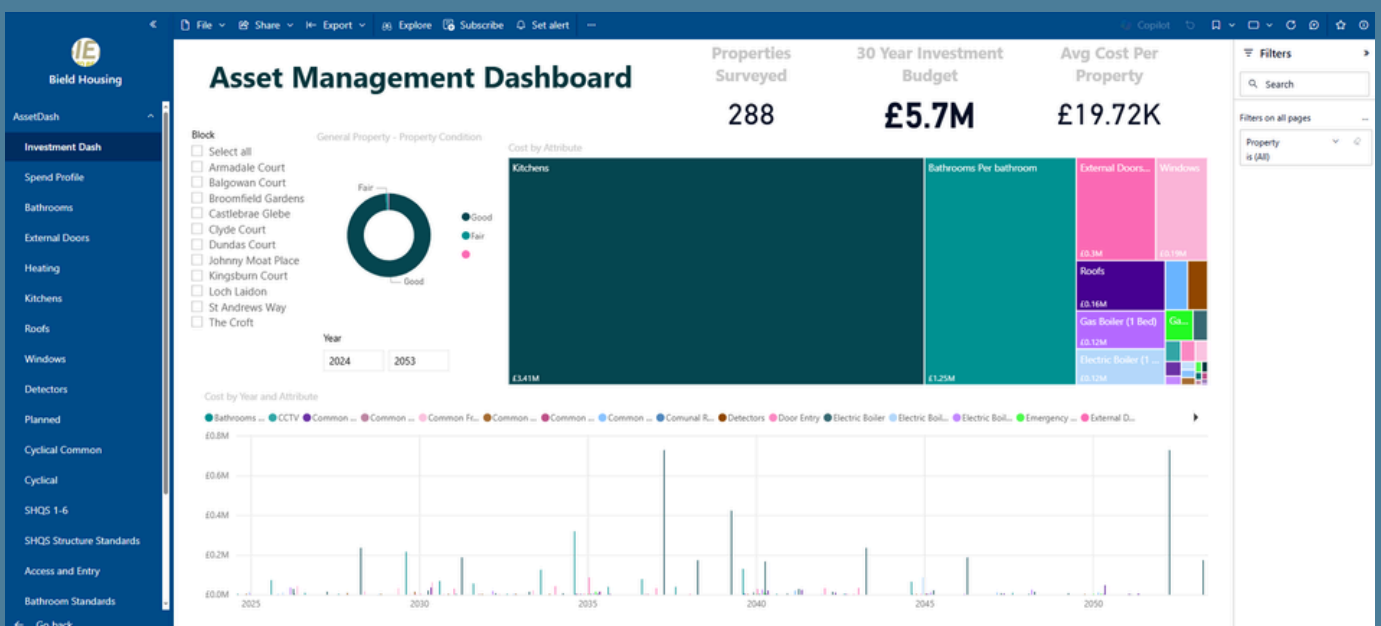 File
Share
Export
Explore
Subscribe
Set alert
Copilot
IE
Bield Housing
AssetDash
Investment Dash
Spend Profile
Bathrooms
External Doors
Heating
Kitchens
Roofs
Windows
Detectors
Planned
Cyclical Common
Cyclical
SHQS 1-6
SHQS Structure Standards
Access and Entry
Bathroom Standards
Go back
Asset Management Dashboard
Properties
Surveyed
288
30 Year Investment
Budget
£5.7M
Avg Cost Per
Property
£19.72K
Block
Select all
Armadale Court
Balgowan Court
Broomfield Gardens
Castlebrae Glebe
Clyde Court
Dundas Court
Johnny Moat Place
Kingsburn Court
Loch Laidon
St Andrews Way
The Croft
General Property - Property Condition
Fair
Good
Good
Fair
Year
2024 2053
Cost by Attribute
Kitchens
£3.41M
Bathrooms Per bathroom
£1.25M
External Doors...
£0.3M
Windows
£0.19M
Roofs
£0.16M
Gas Boiler (1 Bed)
£0.12M
Ga...
Electric Boiler (1 ...
£0.12M
Cost by Year and Attribute
Bathrooms ... CCTV Common ... Common ... Common Fr... Common ... Common ... Common ... Comunal R... Detectors Door Entry Electric Boiler Electric Boil... Electric Boil... Emergency ... External D...
£0.8M
£0.6M
£0.4M
£0.2M
£0.0M
2025 2030 2035 2040 2045 2050
Filters
Search
Filters on all pages
Property
is (All)